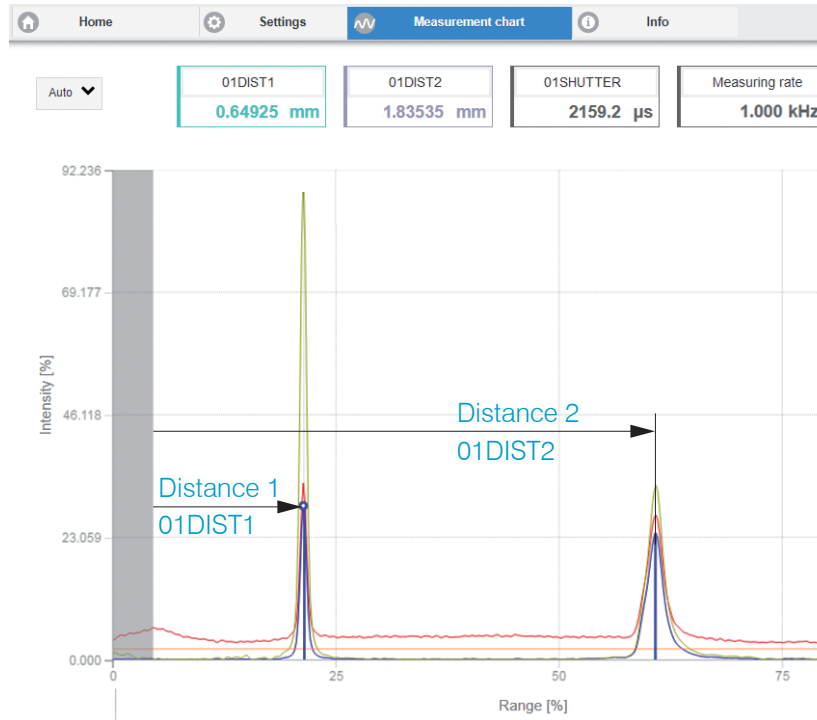 Home Settings Measurement chart Info
Auto 01DIST1 01DIST2 01SHUTTER Measuring rate
0.64925 mm 1.83535 mm 2159.2 µs 1.000 kHz
92.236
69.177
46.118
23.059
0.000
Intensity [%]
Distance 2
01DIST2
Distance 1
01DIST1
0 25 50 75
Range [%]